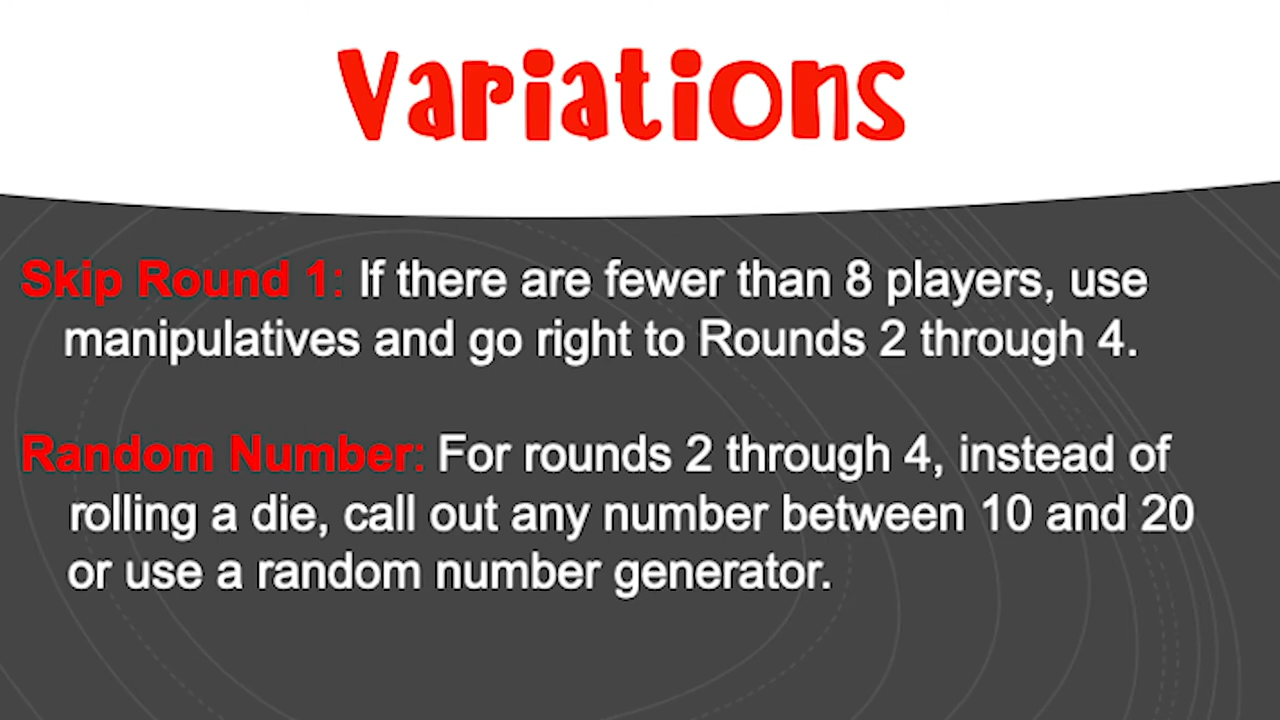 Variations
Skip Round 1: If there are fewer than 8 players, use
manipulatives and go right to Rounds 2 through 4.
Random Number: For rounds 2 through 4, instead of
rolling a die, call out any number between 10 and 20
or use a random number generator.